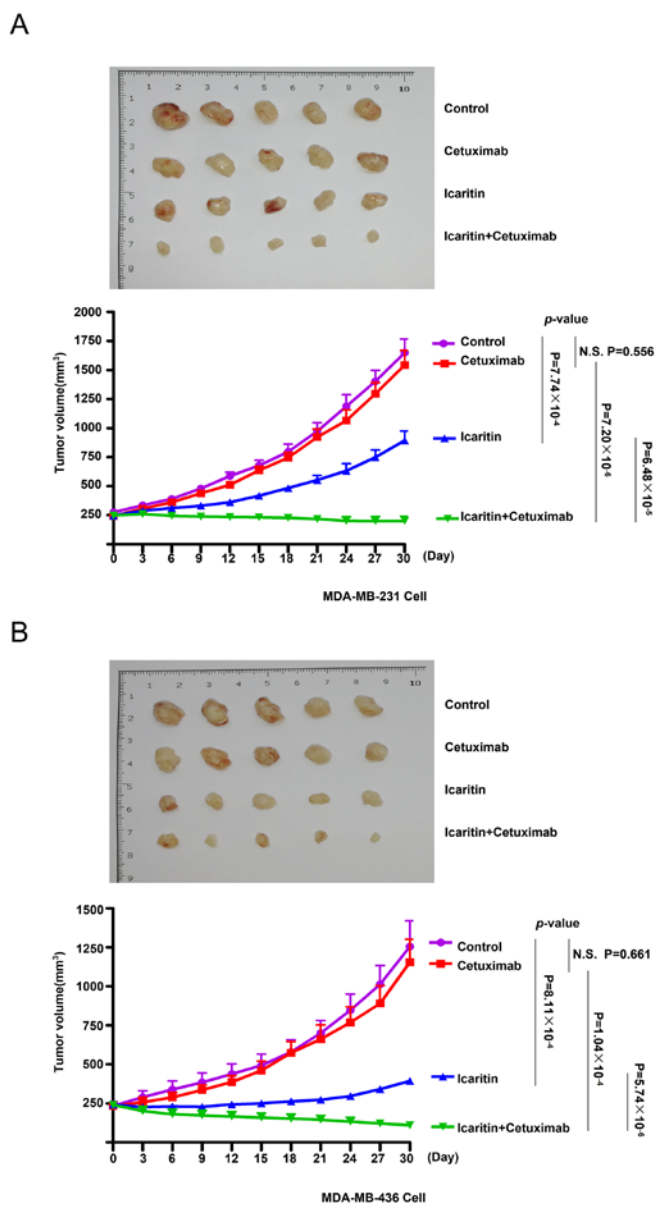 A
1 2 3 4 5 6 7 8 9 10
1
2
3
4
5
6
7
8
Control
Cetuximab
Icaritin
Icaritin+Cetuximab
Tumor volume(mm³)
2000
1750
1500
1250
1000
750
500
250
0 3 6 9 12 15 18 21 24 27 30 (Day)
Control
Cetuximab
Icaritin
Icaritin+Cetuximab
p-value
N.S. P=0.556
P=7.74×10⁻⁴
P=7.20×10⁻⁶
P=6.48×10⁻⁵
MDA-MB-231 Cell
B
1 2 3 4 5 6 7 8 9 10
1
2
3
4
5
6
7
8
9
Control
Cetuximab
Icaritin
Icaritin+Cetuximab
Tumor volume(mm³)
1500
1250
1000
750
500
250
0 3 6 9 12 15 18 21 24 27 30 (Day)
Control
Cetuximab
Icaritin
Icaritin+Cetuximab
p-value
N.S. P=0.661
P=8.11×10⁻⁴
P=1.04×10⁻⁴
P=5.74×10⁻⁶
MDA-MB-436 Cell